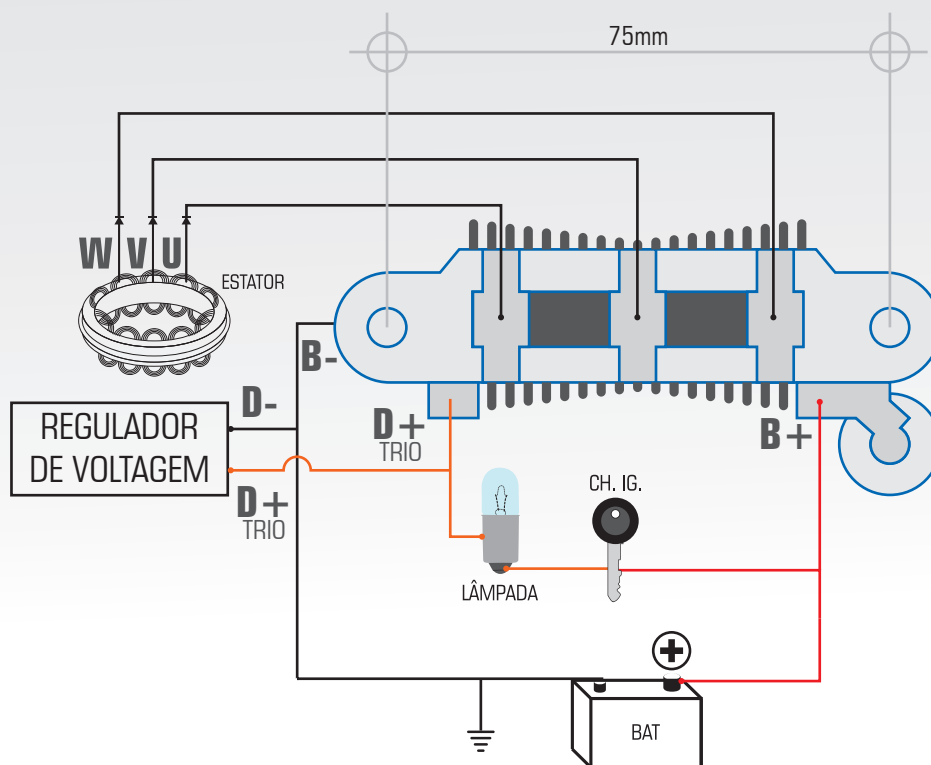 75mm
W V U
ESTATOR
B-
D-
REGULADOR
DE VOLTAGEM
D+
TRIO
D+
TRIO
B+
CH. IG.
LÂMPADA
+
BAT